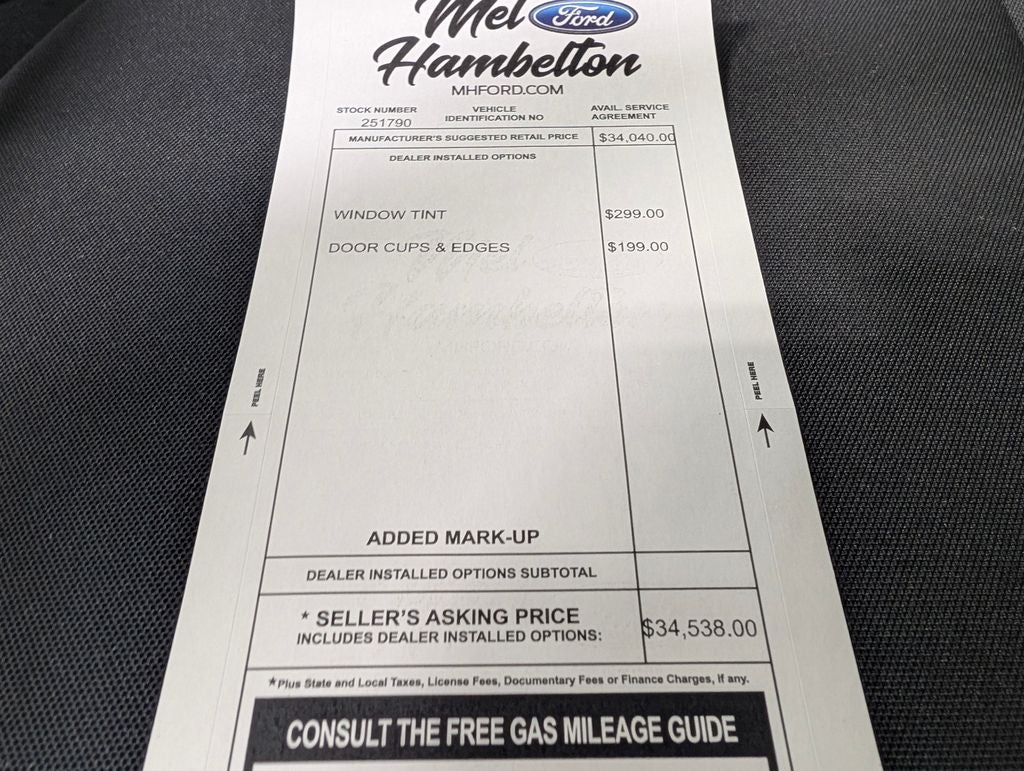 Mel Ford
Hambelton
MHFORD.COM
STOCK NUMBER
251790
VEHICLE
IDENTIFICATION NO
AVAIL. SERVICE
AGREEMENT
MANUFACTURER'S SUGGESTED RETAIL PRICE $34,040.00
DEALER INSTALLED OPTIONS
WINDOW TINT $299.00
DOOR CUPS & EDGES $199.00
PEEL HERE
PEEL HERE
ADDED MARK-UP
DEALER INSTALLED OPTIONS SUBTOTAL
* SELLER'S ASKING PRICE
INCLUDES DEALER INSTALLED OPTIONS: $34,538.00
*Plus State and Local Taxes, License Fees, Documentary Fees or Finance Charges, if any.
CONSULT THE FREE GAS MILEAGE GUIDE